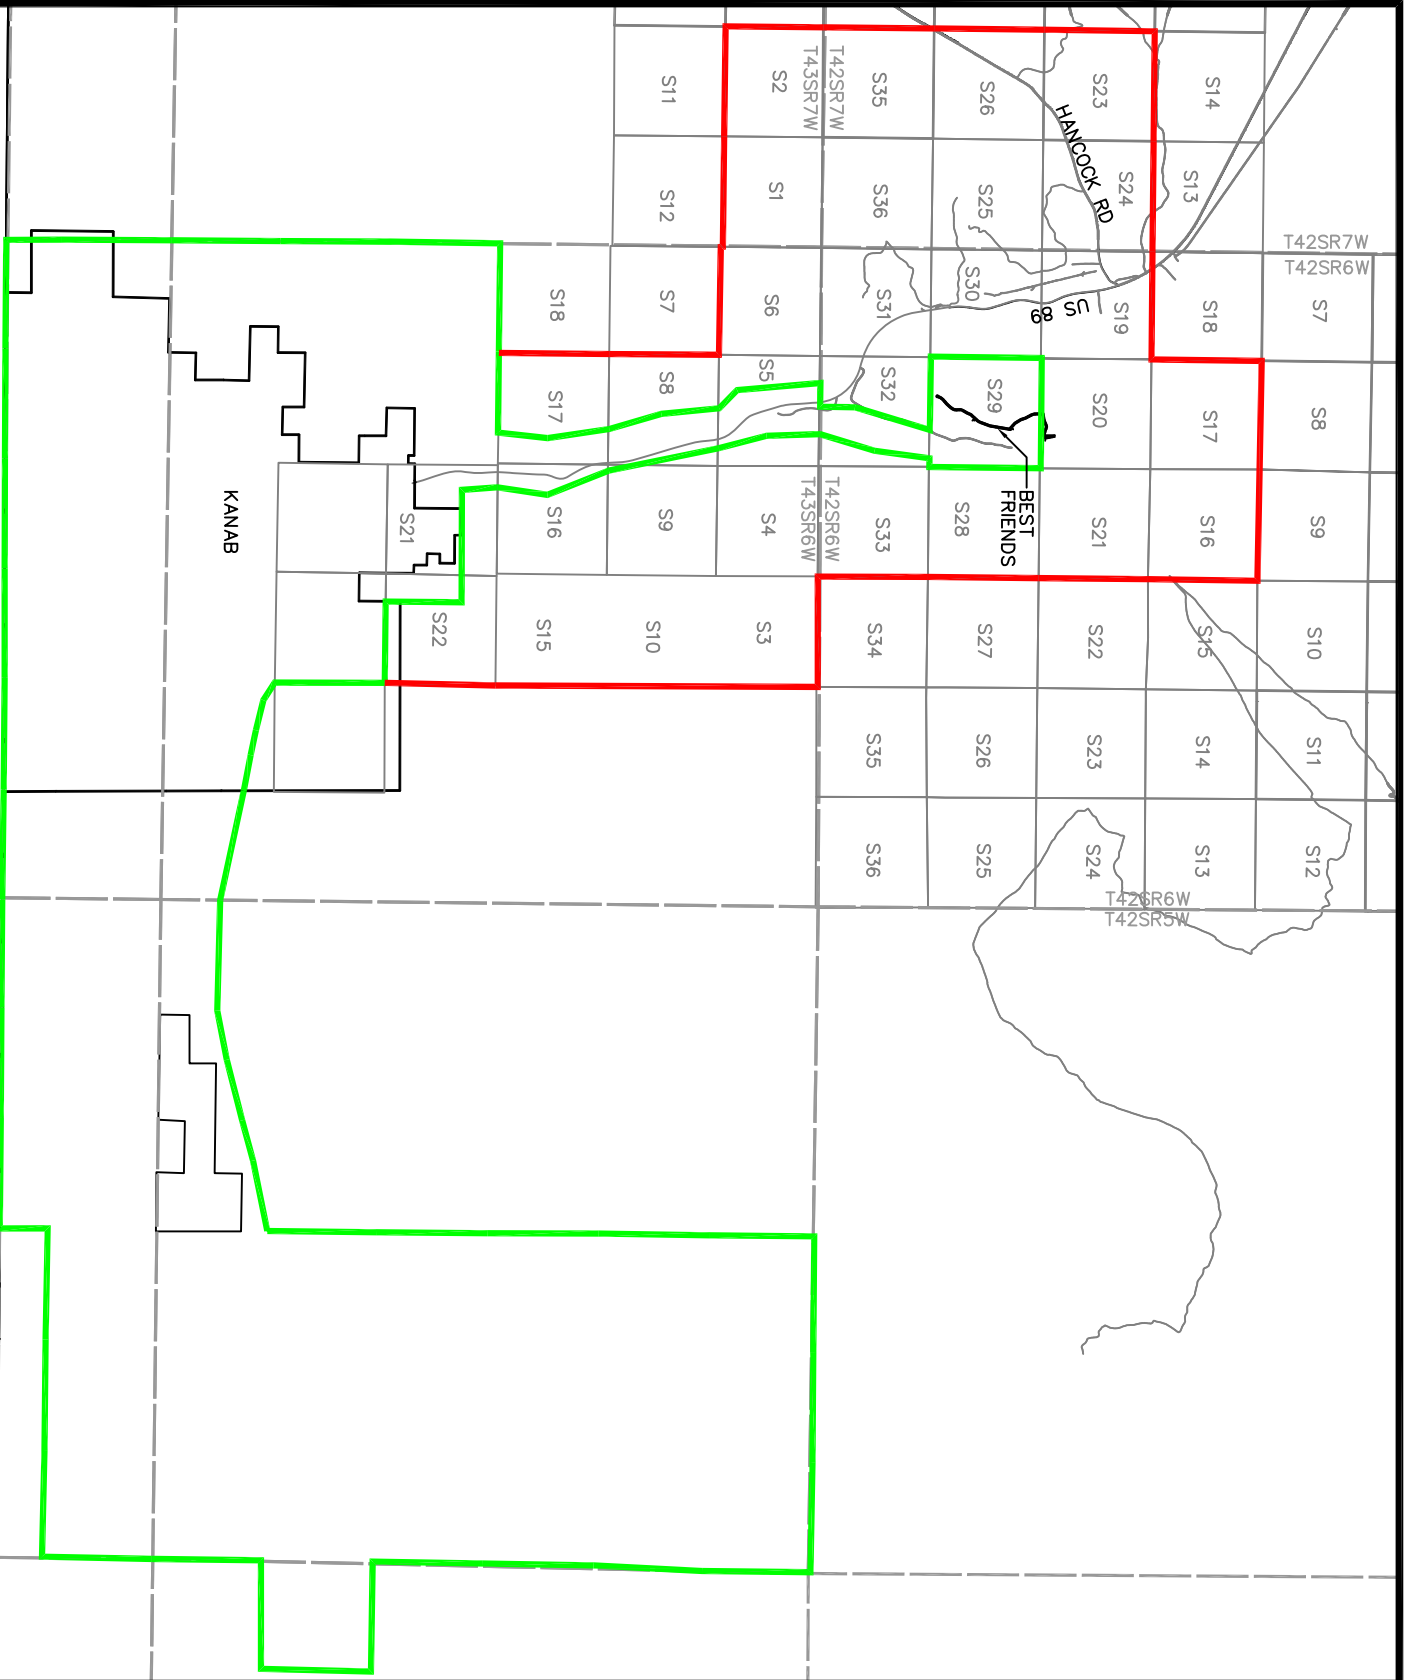 T42SR7W
T42SR6W
S7
S8
S9
S10
S11
S12
S14
S13
S18
S17
S16
S15
S14
S13
T42SR6W
T42SR5W
S23
S24
HANCOCK RD
S19
US 89
S20
S21
S22
S23
S24
S26
S25
S30
S29
BEST
FRIENDS
S28
S27
S26
S25
S35
S36
S31
S32
S33
S34
S35
S36
T42SR7W
T43SR7W
T42SR6W
T43SR6W
S2
S1
S6
S5
S4
S3
S11
S12
S7
S8
S9
S10
S18
S17
S16
S15
S22
S21
KANAB